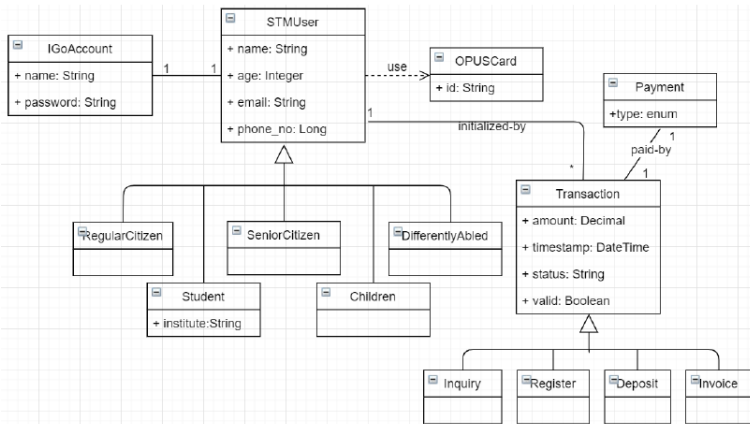 STMUser
+ name: String
+ age: Integer
+ email: String
+ phone_no: Long
IGoAccount
+ name: String
+ password: String
1
1
use
OPUSCard
+ id: String
Payment
+type: enum
1
initialized-by
*
1
paid-by
1
Transaction
+ amount: Decimal
+ timestamp: DateTime
+ status: String
+ valid: Boolean
RegularCitizen
SeniorCitizen
DifferentlyAbled
Student
+ institute:String
Children
Inquiry
Register
Deposit
Invoice